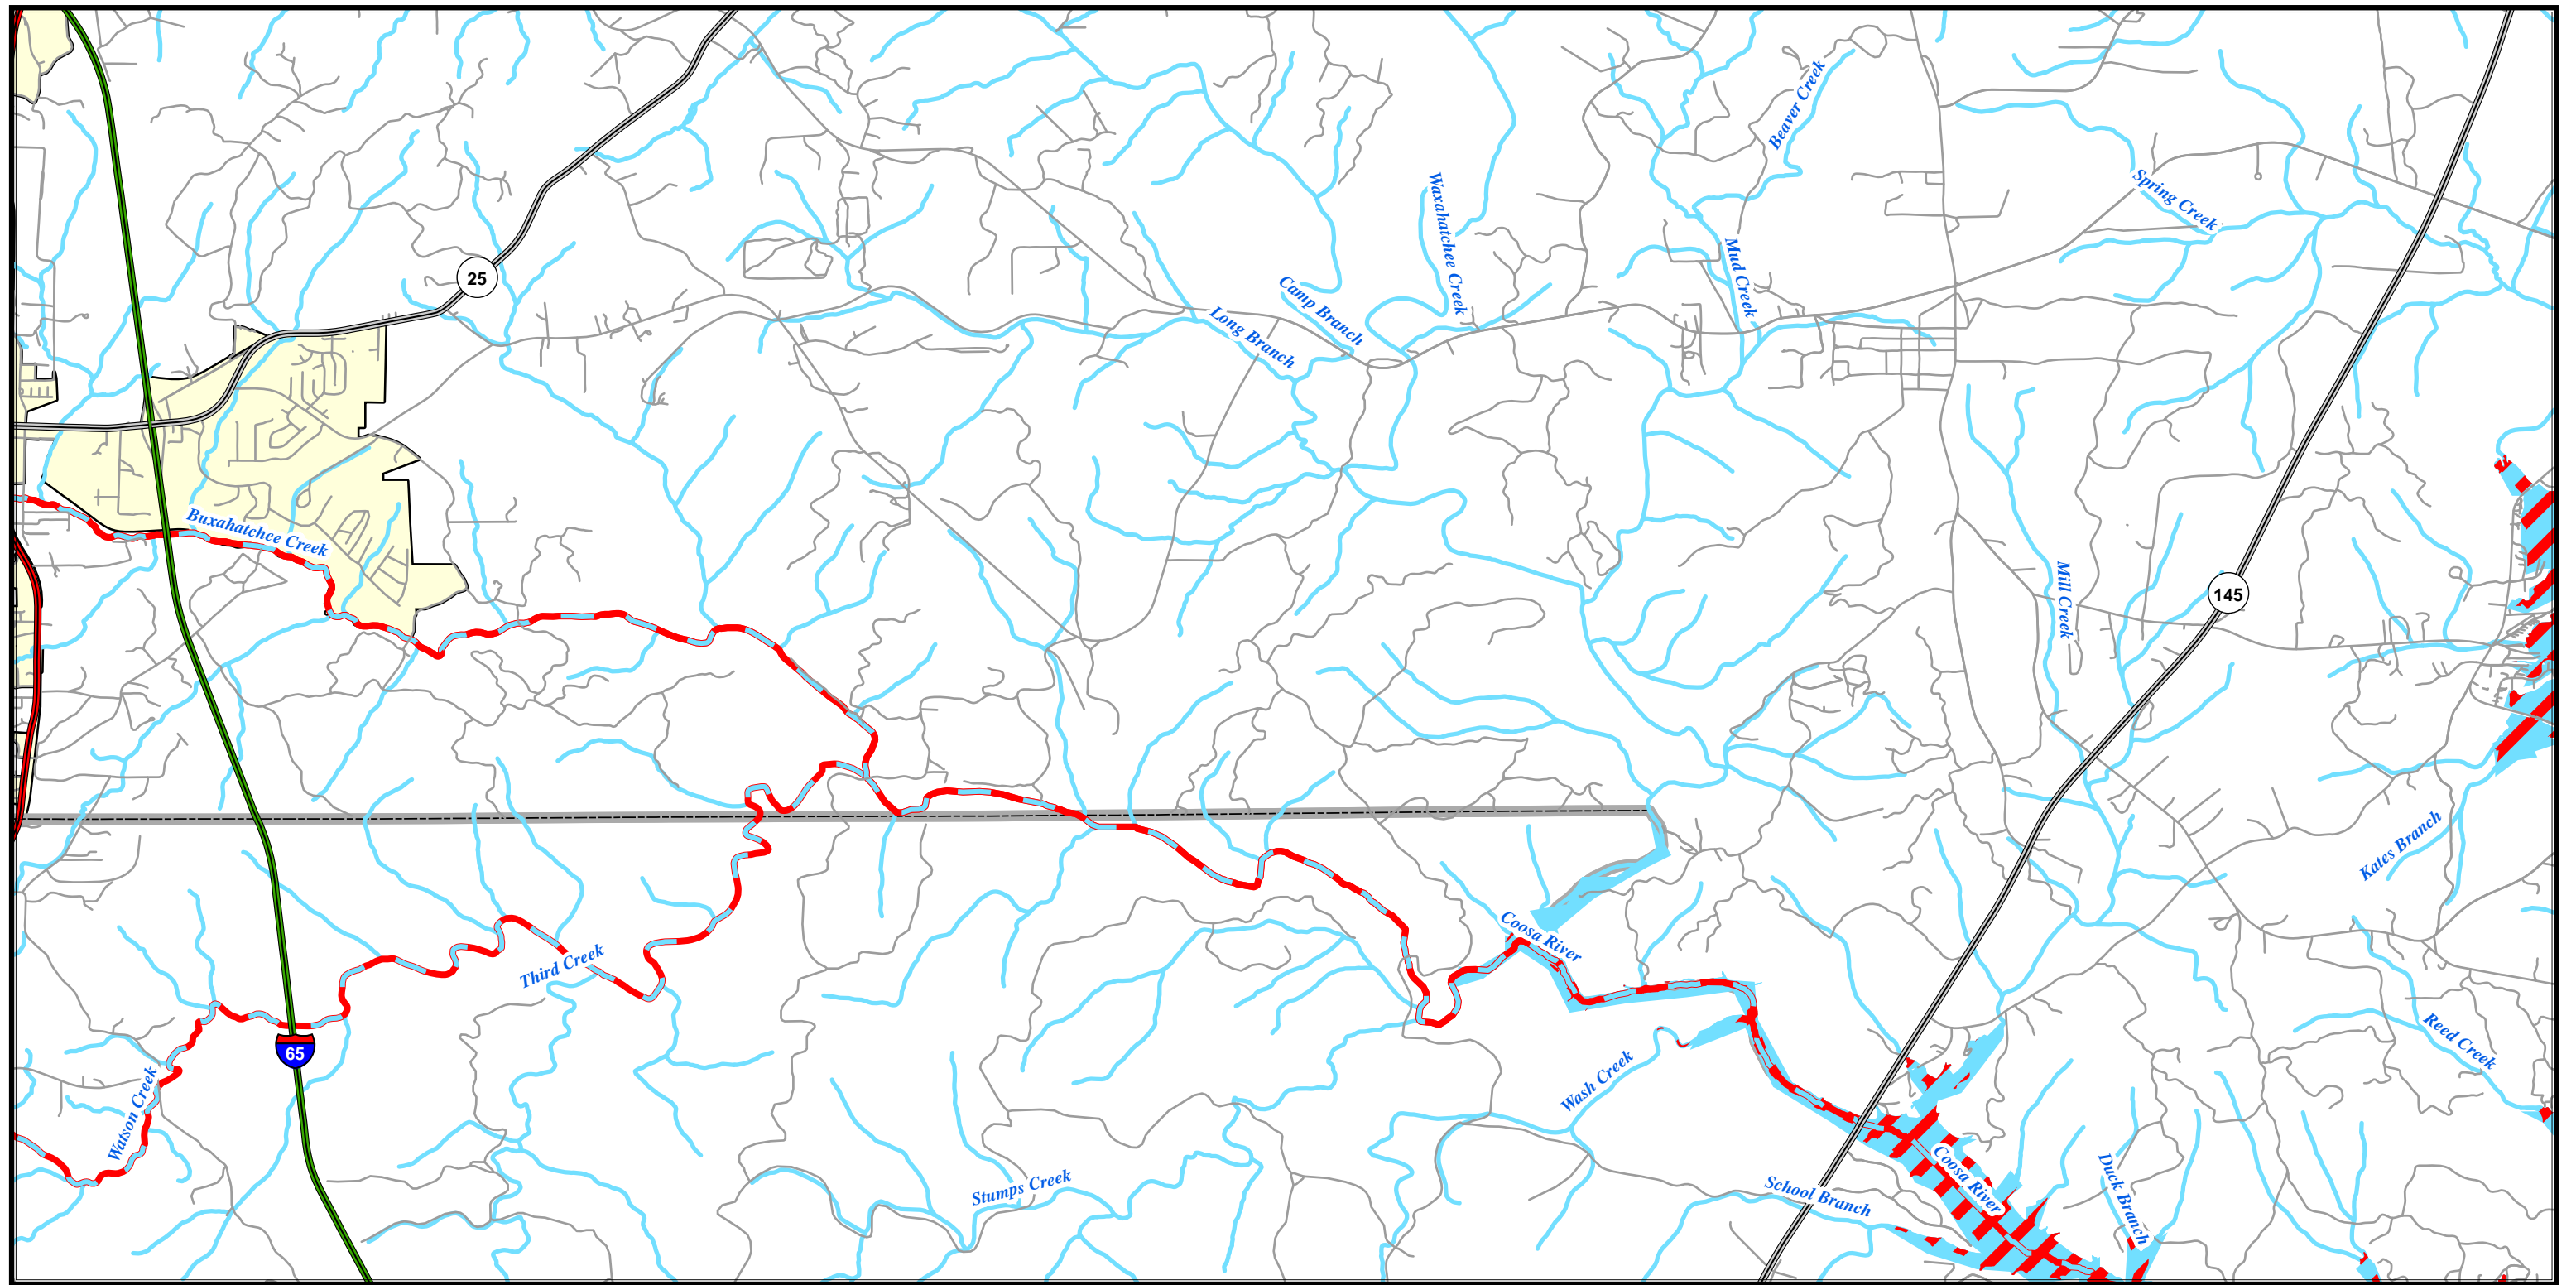 Beaver Creek
Spring Creek
Waxahatchee Creek
Mud Creek
25
Camp Branch
Long Branch
Buxahatchee Creek
Mill Creek
145
Kates Branch
Coosa River
Third Creek
Reed Creek
65
Wash Creek
Watson Creek
Stumps Creek
School Branch
Coosa River
Duck Branch